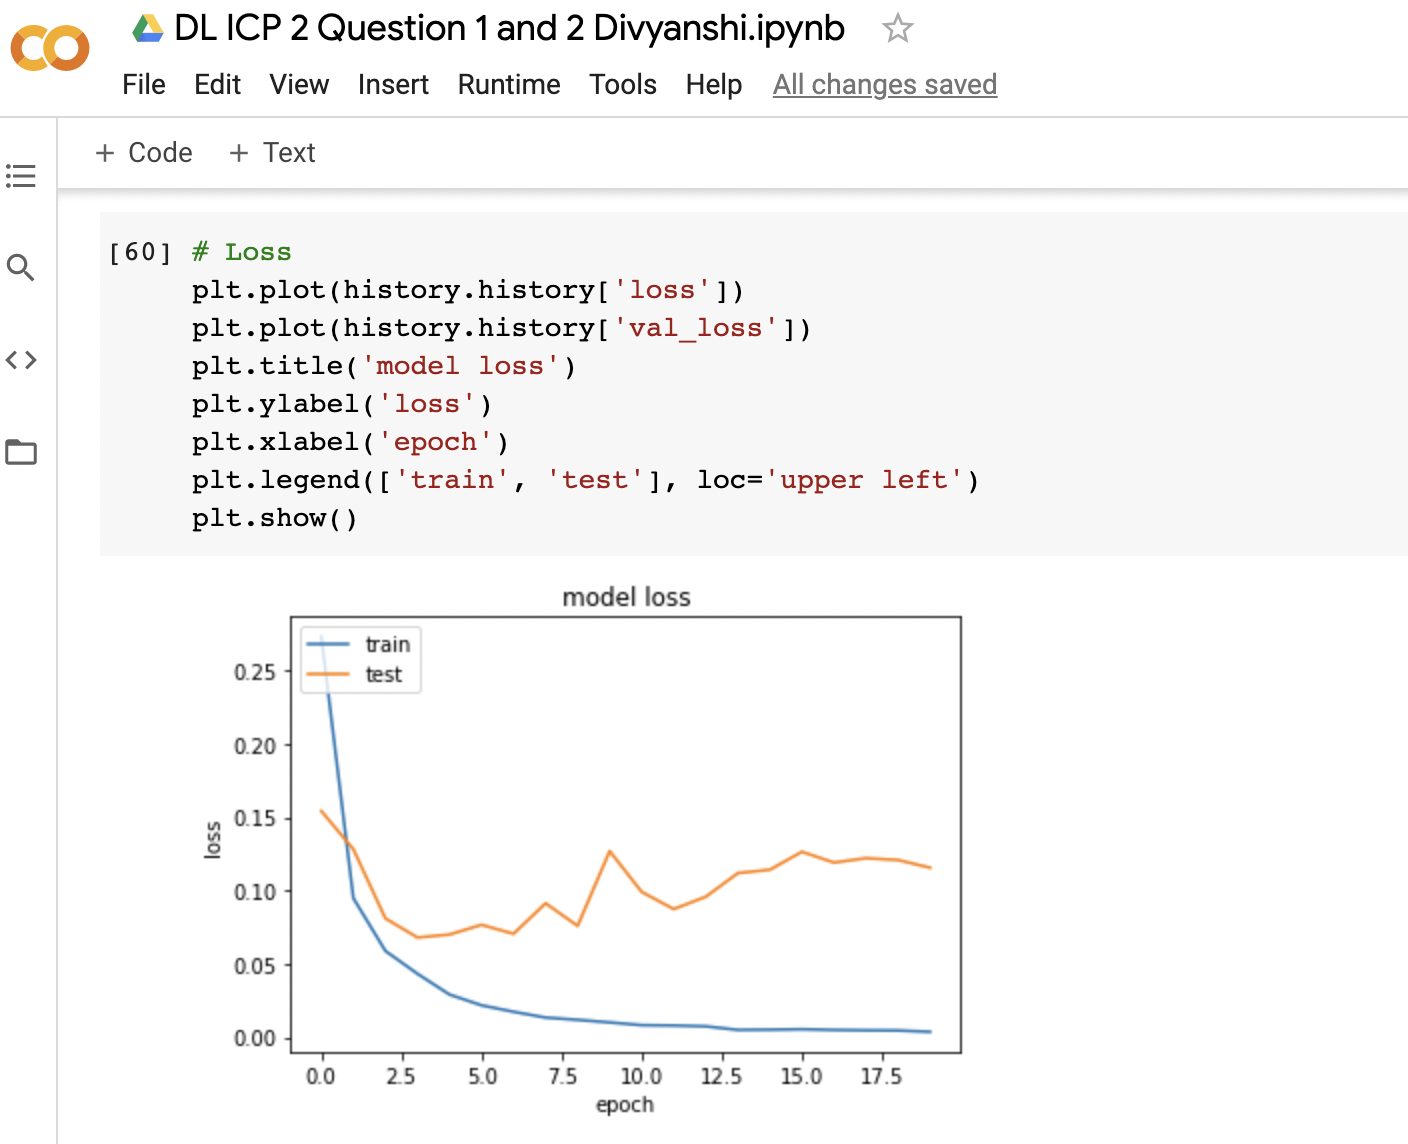 DL ICP 2 Question 1 and 2 Divyanshi.ipynb
File Edit View Insert Runtime Tools Help All changes saved
+ Code + Text
[60] # Loss
plt.plot(history.history['loss'])
plt.plot(history.history['val_loss'])
plt.title('model loss')
plt.ylabel('loss')
plt.xlabel('epoch')
plt.legend(['train', 'test'], loc='upper left')
plt.show()
model loss
train
test
0.25
0.20
0.15
0.10
0.05
0.00
loss
0.0 2.5 5.0 7.5 10.0 12.5 15.0 17.5
epoch